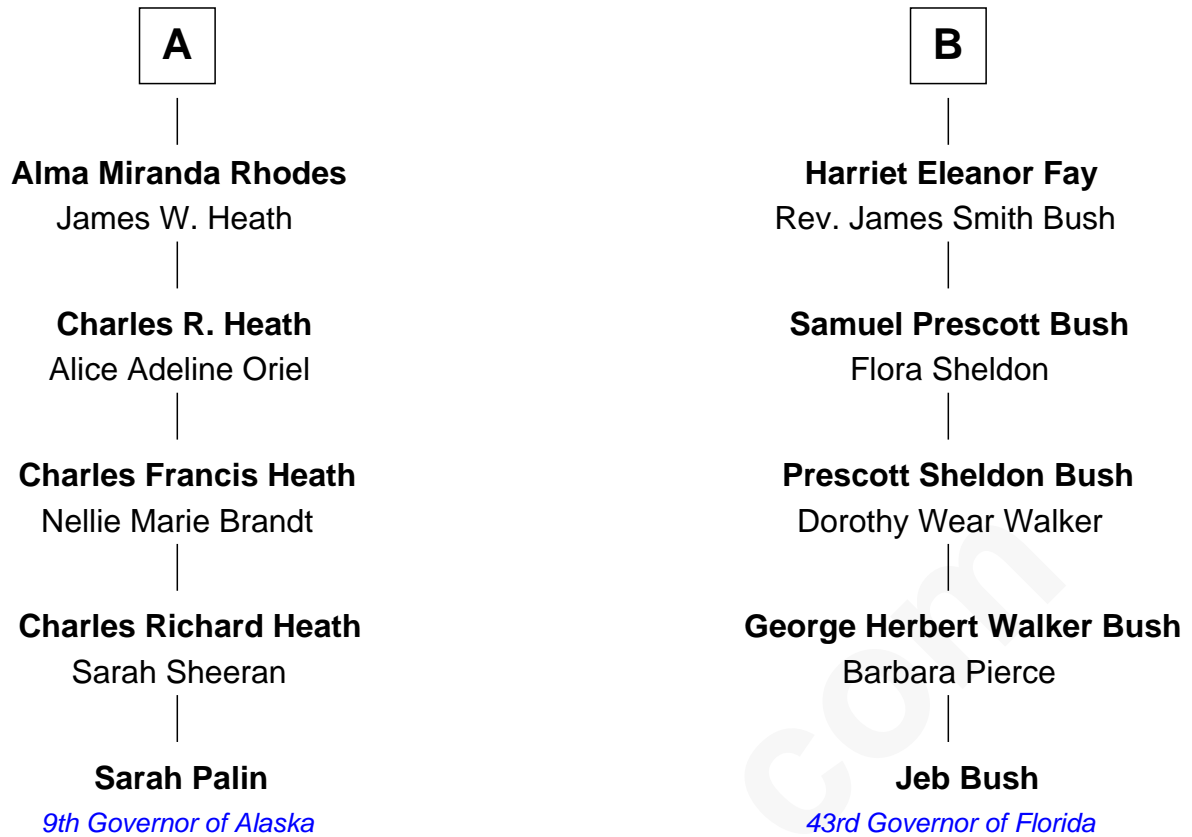 A
Alma Miranda Rhodes
James W. Heath
Charles R. Heath
Alice Adeline Oriel
Charles Francis Heath
Nellie Marie Brandt
Charles Richard Heath
Sarah Sheeran
Sarah Palin
9th Governor of Alaska
B
Harriet Eleanor Fay
Rev. James Smith Bush
Samuel Prescott Bush
Flora Sheldon
Prescott Sheldon Bush
Dorothy Wear Walker
George Herbert Walker Bush
Barbara Pierce
Jeb Bush
43rd Governor of Florida
com